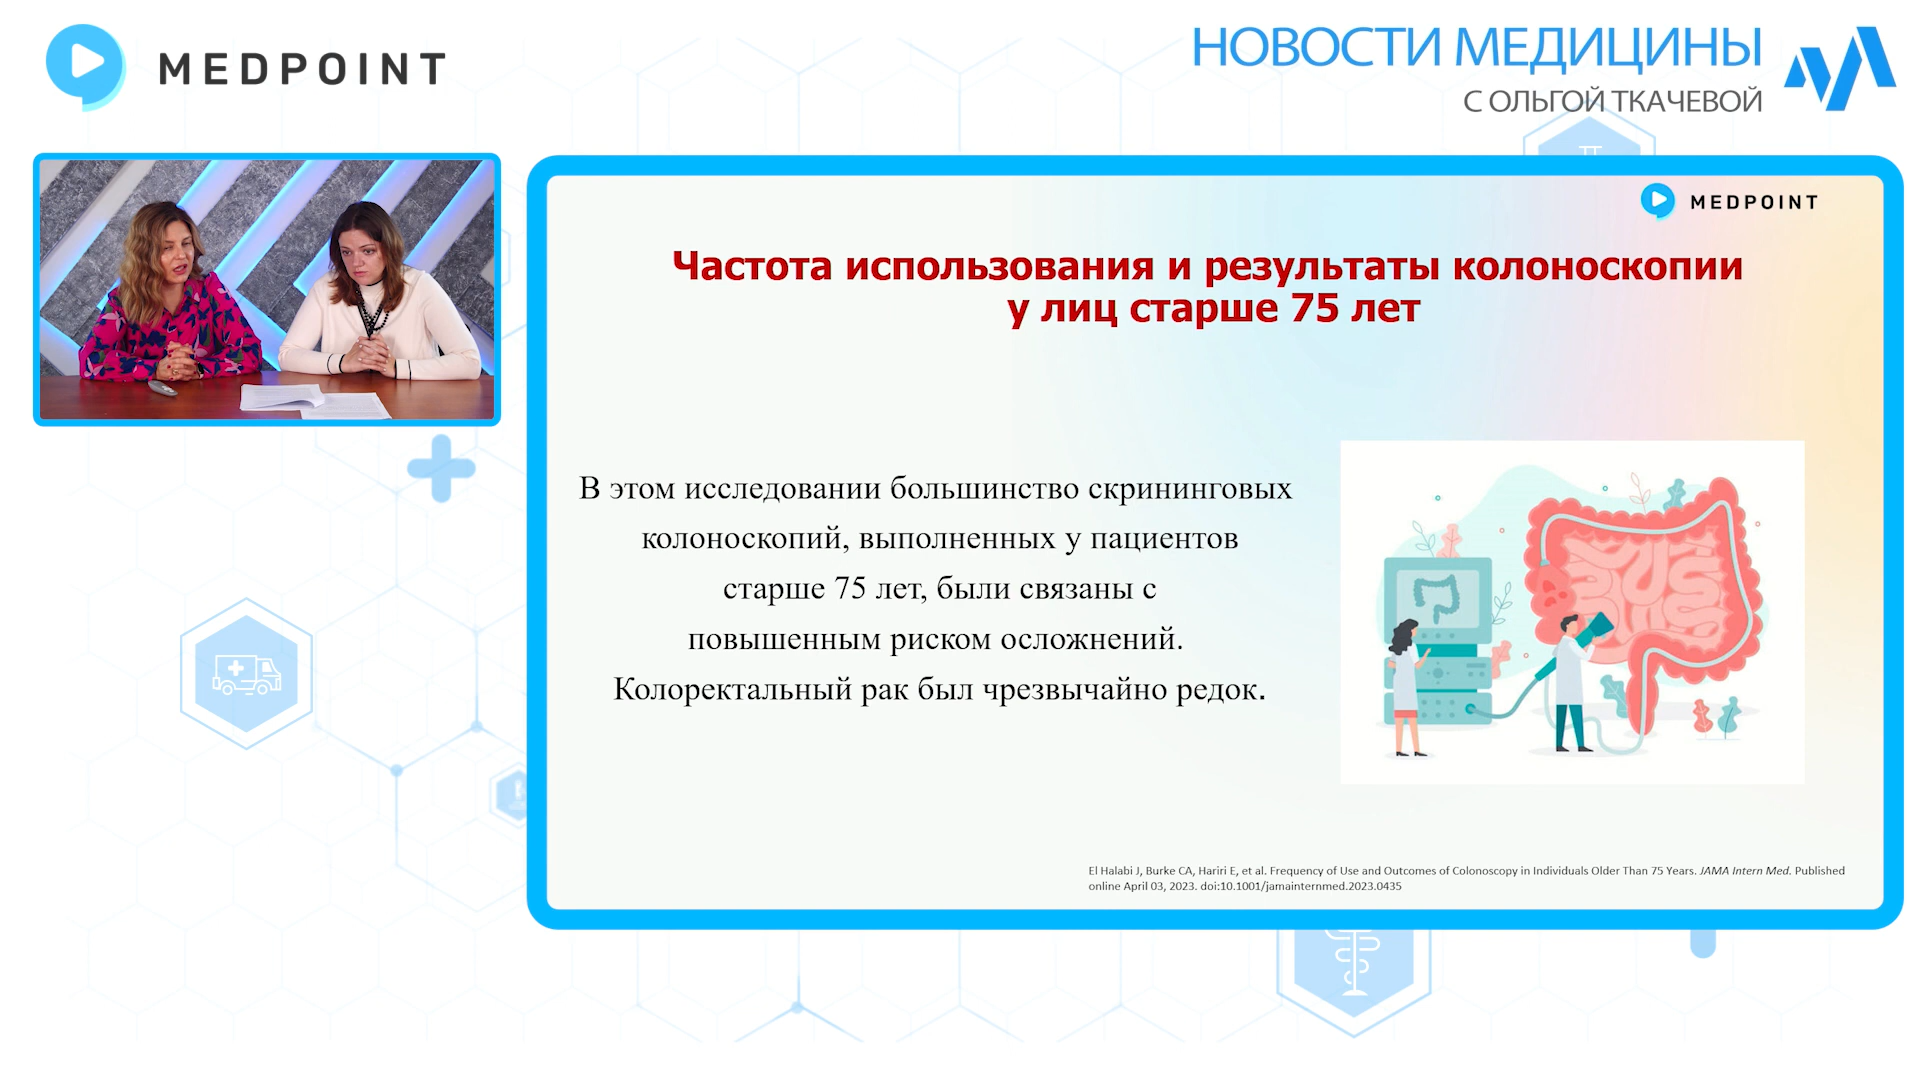 MEDPOINT
НОВОСТИ МЕДИЦИНЫ
С ОЛЬГОЙ ТКАЧЕВОЙ
MEDPOINT
Частота использования и результаты колоноскопии
у лиц старше 75 лет
В этом исследовании большинство скрининговых
колоноскопий, выполненных у пациентов
старше 75 лет, были связаны с
повышенным риском осложнений.
Колоректальный рак был чрезвычайно редок.
El Halabi J, Burke CA, Hariri E, et al. Frequency of Use and Outcomes of Colonoscopy in Individuals Older Than 75 Years. JAMA Intern Med. Published
online April 03, 2023. doi:10.1001/jamainternmed.2023.0435